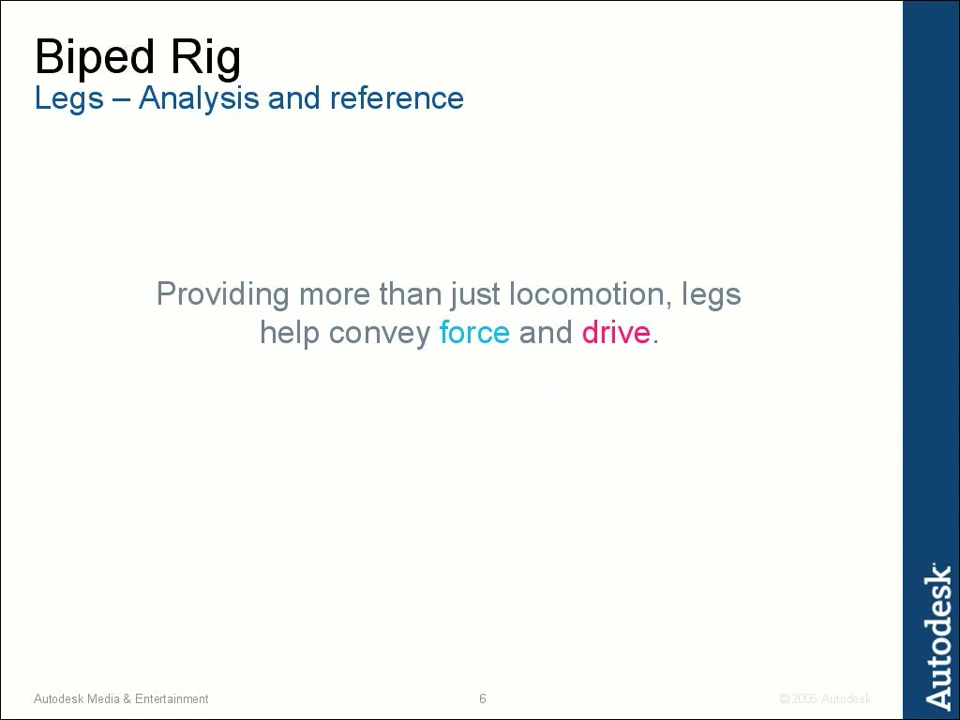 Biped Rig
Legs – Analysis and reference
Providing more than just locomotion, legs
help convey force and drive.
Autodesk Media & Entertainment
6
© 2005 Autodesk
Autodesk